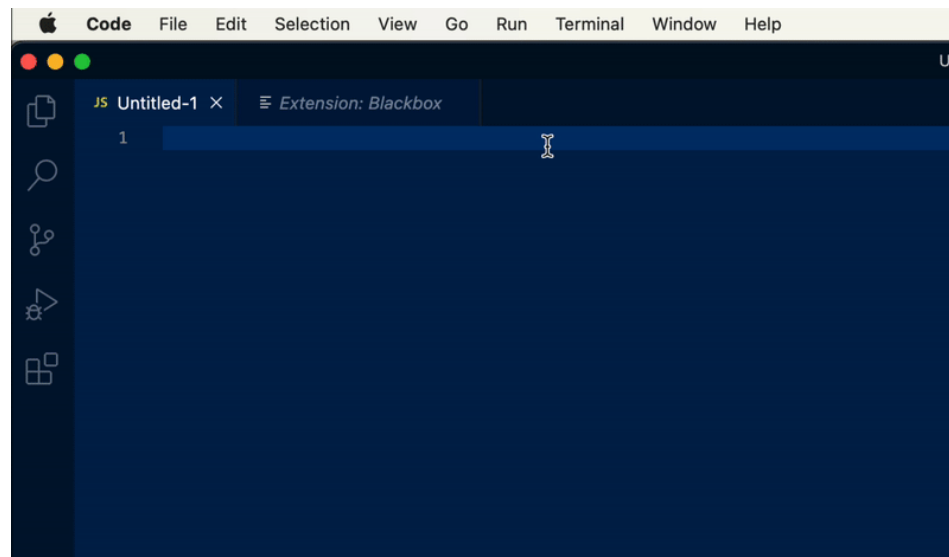 Code File Edit Selection View Go Run Terminal Window Help
U
JS Untitled-1 Extension: Blackbox
1